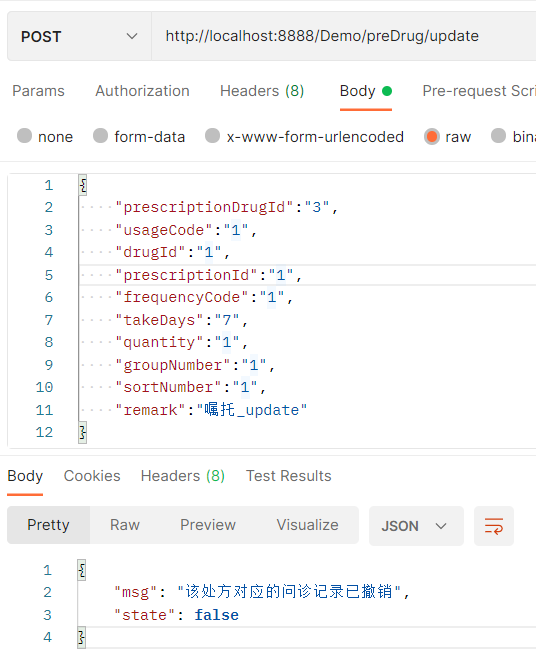 POST http://localhost:8888/Demo/preDrug/update
Params Authorization Headers (8) Body Pre-request Scri
none form-data x-www-form-urlencoded raw bina
1 {
2 "prescriptionDrugId":"3",
3 "usageCode":"1",
4 "drugId":"1",
5 "prescriptionId":"1",
6 "frequencyCode":"1",
7 "takeDays":"7",
8 "quantity":"1",
9 "groupNumber":"1",
10 "sortNumber":"1",
11 "remark":"嘱托_update"
12 }
Body Cookies Headers (8) Test Results
Pretty Raw Preview Visualize JSON
1 {
2 "msg": "该处方对应的问诊记录已撤销",
3 "state": false
4 }